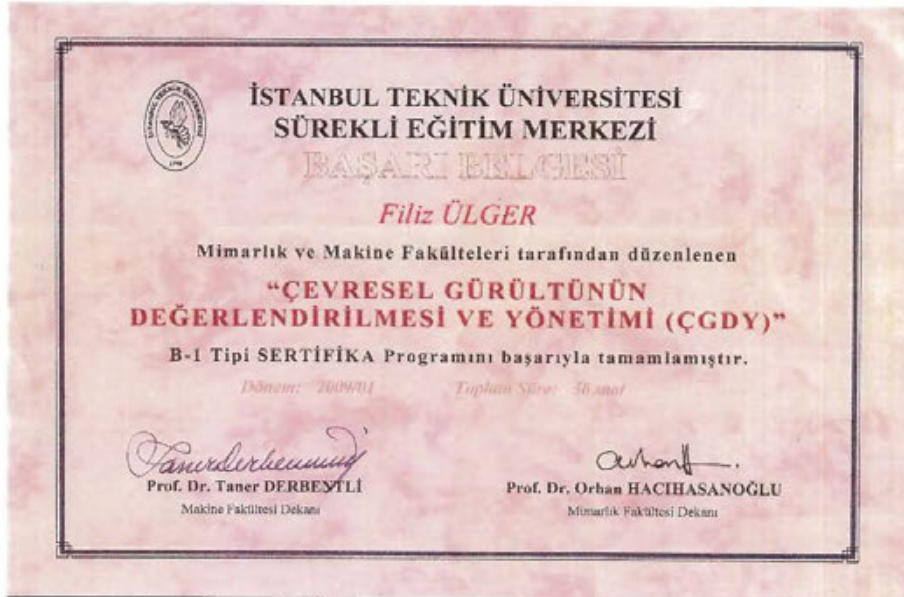 İSTANBUL TEKNİK ÜNİVERSİTESİ
SÜREKLİ EĞİTİM MERKEZİ
BAŞARI BELGESİ
Filiz ÜLGER
Mimarlık ve Makine Fakülteleri tarafından düzenlenen
“ÇEVRESEL GÜRÜLTÜNÜN
DEĞERLENDİRİLMESİ VE YÖNETİMİ (ÇGDY)”
B-1 Tipi SERTİFİKA Programını başarıyla tamamlamıştır.
Dönem: 2009/01 Toplam Süre: saat
Prof. Dr. Taner DERBENTLİ Prof. Dr. Orhan HACIHASANOĞLU
Makine Fakültesi Dekanı Mimarlık Fakültesi Dekanı